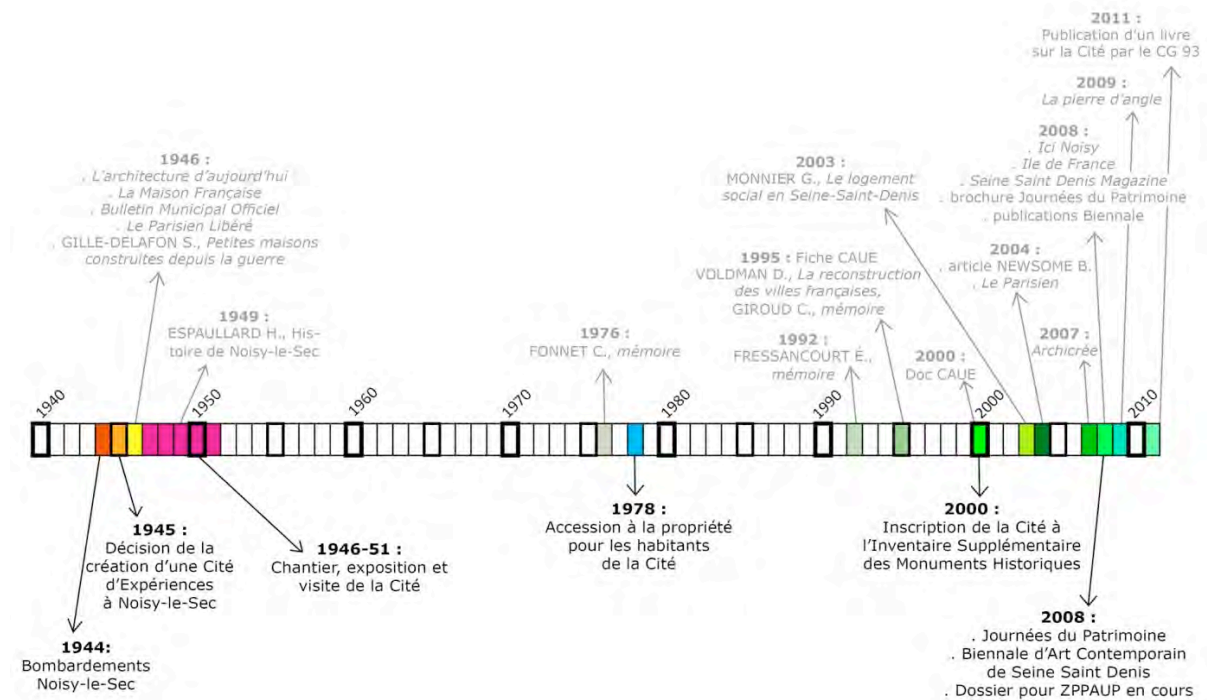 2011 :
Publication d'un livre
sur la Cité par le CG 93
2009 :
La pierre d'angle
2008 :
. Ici Noisy
. Ile de France
. Seine Saint Denis Magazine
. brochure Journées du Patrimoine
. publications Biennale
1946 :
. L'architecture d'aujourd'hui
. La Maison Française
. Bulletin Municipal Officiel
. Le Parisien Libéré
. GILLE-DELAFON S., Petites maisons
construites depuis la guerre
2003 :
MONNIER G., Le logement
social en Seine-Saint-Denis
1995 : Fiche CAUE
VOLDMAN D., La reconstruction
des villes françaises,
GIROUD C., mémoire
2004 :
. article NEWSOME B.
. Le Parisien
1949 :
ESPAULLARD H., His-
toire de Noisy-le-Sec
1976 :
FONNET C., mémoire
1992 :
FRESSANCOURT É.,
mémoire
2000 :
Doc CAUE
2007 :
Archicrée
1940
1950
1960
1970
1980
1990
2000
2010
1945 :
Décision de la
création d'une Cité
d'Expériences
à Noisy-le-Sec
1946-51 :
Chantier, exposition et
visite de la Cité
1978 :
Accession à la propriété
pour les habitants
de la Cité
2000 :
Inscription de la Cité à
l'Inventaire Supplémentaire
des Monuments Historiques
1944:
Bombardements
Noisy-le-Sec
2008 :
. Journées du Patrimoine
. Biennale d'Art Contemporain
de Seine Saint Denis
. Dossier pour ZPPAUP en cours